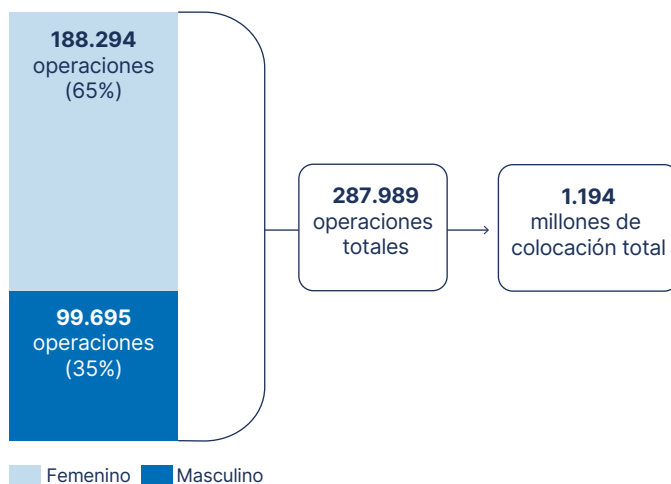 188.294
operaciones
(65%)
99.695
operaciones
(35%)
287.989
operaciones
totales
1.194
millones de
colocación total
Femenino
Masculino